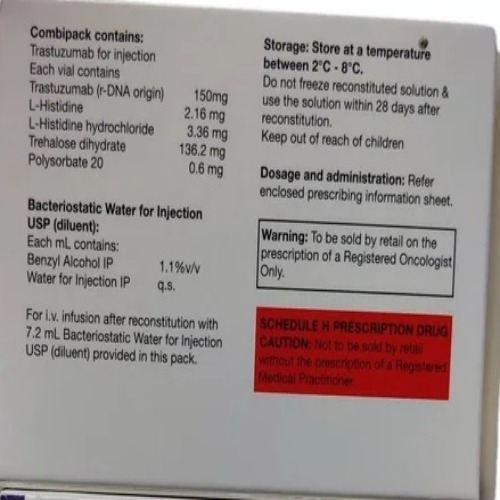 Combipack contains:
Trastuzumab for injection
Each vial contains
Trastuzumab (r-DNA origin) 150mg
L-Histidine 2.16 mg
L-Histidine hydrochloride 3.36 mg
Trehalose dihydrate 136.2 mg
Polysorbate 20 0.6 mg
Bacteriostatic Water for Injection
USP (diluent):
Each mL contains:
Benzyl Alcohol IP 1.1%v/v
Water for Injection IP q.s.
For i.v. infusion after reconstitution with
7.2 mL Bacteriostatic Water for Injection
USP (diluent) provided in this pack.
Storage: Store at a temperature
between 2°C - 8°C.
Do not freeze reconstituted solution &
use the solution within 28 days after
reconstitution.
Keep out of reach of children
Dosage and administration: Refer
enclosed prescribing information sheet.
Warning: To be sold by retail on the
prescription of a Registered Oncologist
Only.
SCHEDULE H PRESCRIPTION DRUG
CAUTION: Not to be sold by retail
without the prescription of a Registered
Medical Practitioner